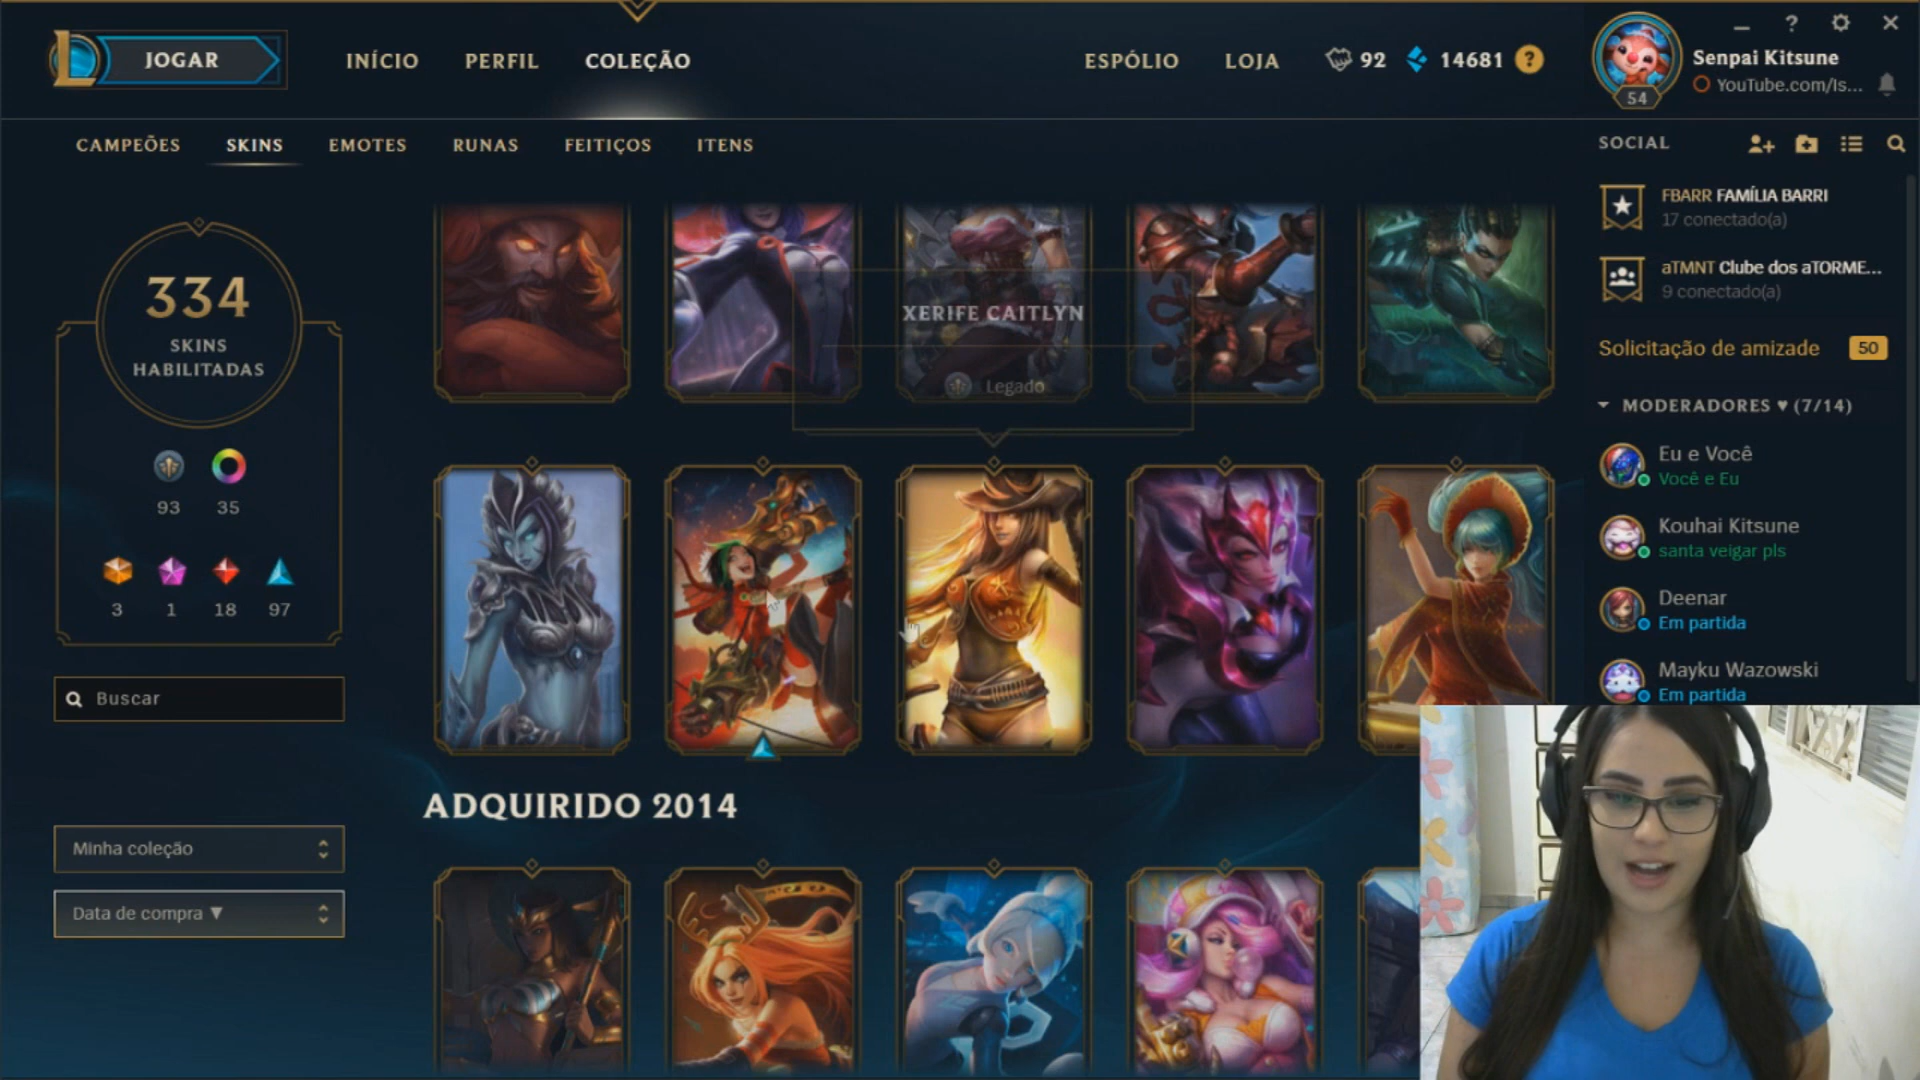 JOGAR
INÍCIO
PERFIL
COLEÇÃO
ESPÓLIO
LOJA
92
14681
?
?
54
Senpai Kitsune
YouTube.com/Is...
CAMPEÕES
SKINS
EMOTES
RUNAS
FEITIÇOS
ITENS
SOCIAL
FBARR FAMÍLIA BARRI
17 conectado(a)
aTMNT Clube dos aTORME...
9 conectado(a)
Solicitação de amizade 50
MODERADORES ♥ (7/14)
Eu e Você
Você e Eu
Kouhai Kitsune
santa veigar pls
Deenar
Em partida
Mayku Wazowski
Em partida
334
SKINS
HABILITADAS
93
35
3
1
18
97
Buscar
Minha coleção
Data de compra ▼
XERIFE CAITLYN
Legado
ADQUIRIDO 2014